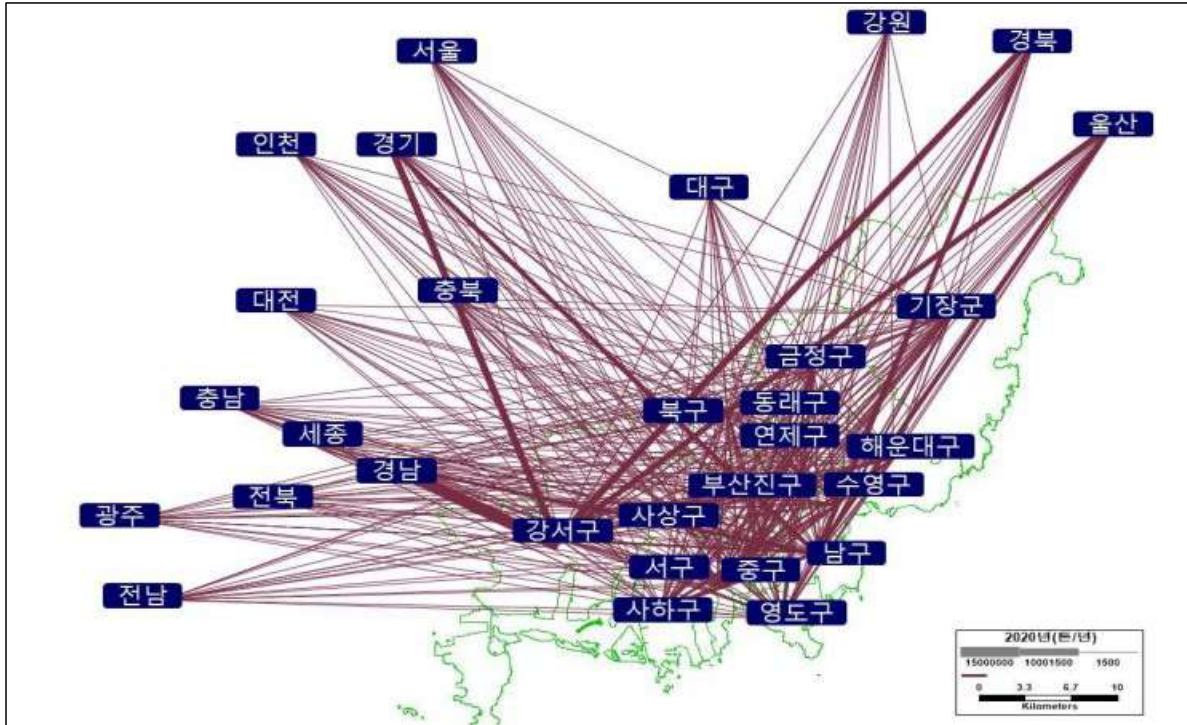 강원
서울
경북
울산
인천
경기
대구
충북
대전
기장군
금정구
충남
북구
동래구
세종
연제구
해운대구
경남
부산진구
수영구
전북
광주
사상구
강서구
남구
서구
중구
전남
사하구
영도구
2020년(톤/년)
15000000 10001500 1500
0 3.3 6.7 10
Kilometers